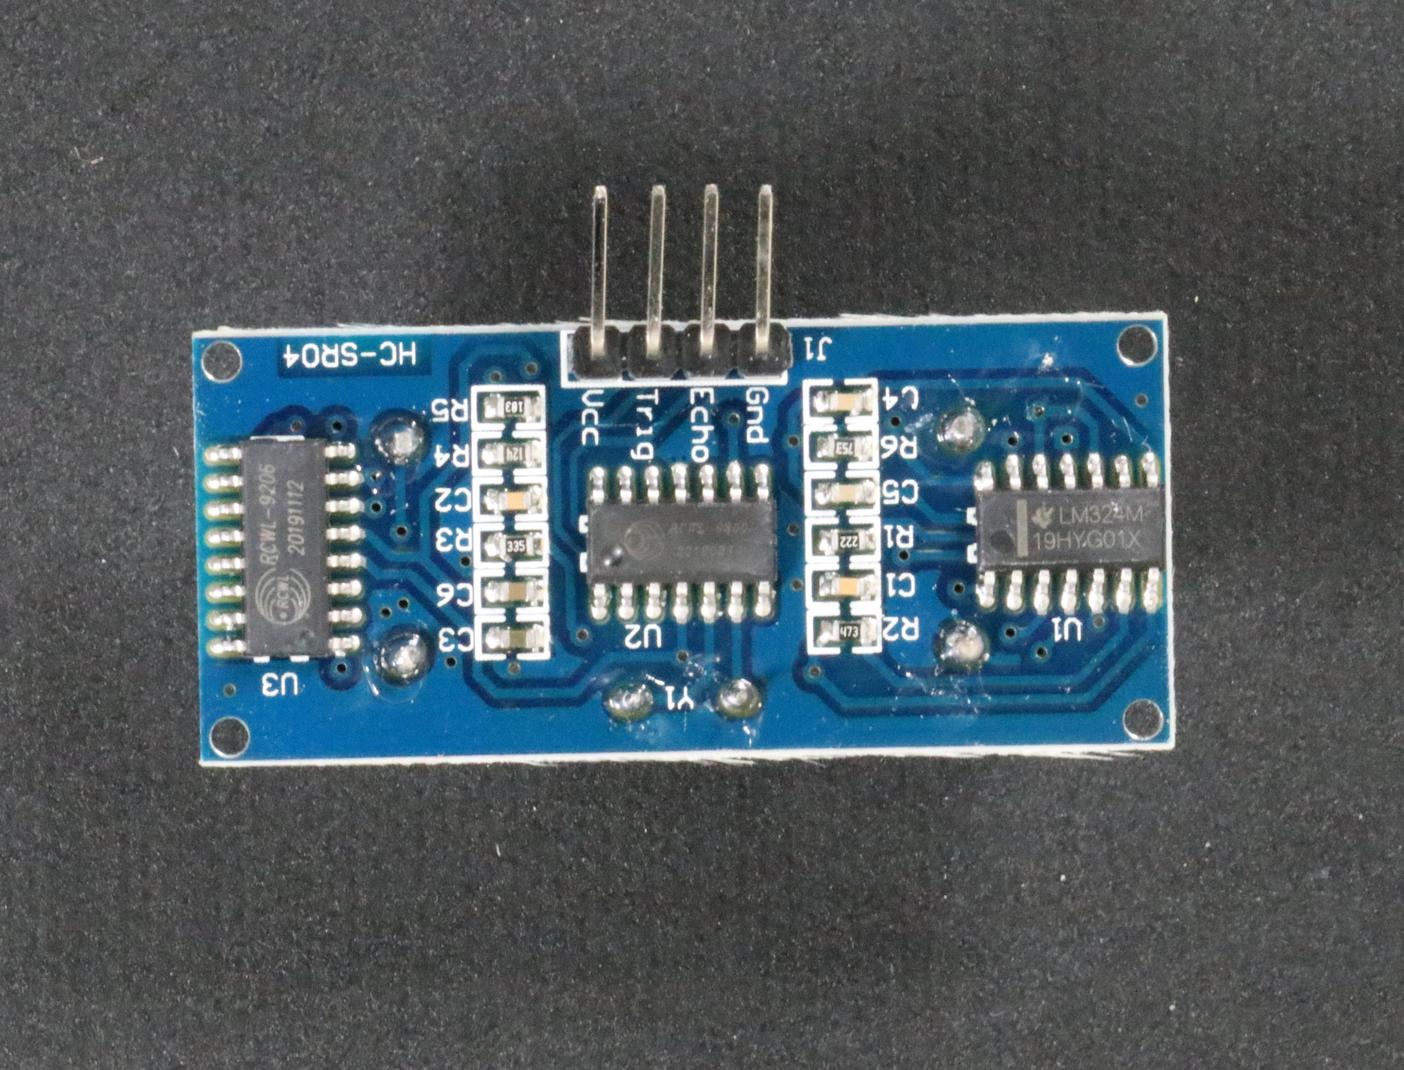 HC-SR04
J1
Vcc
Trig
Echo
Gnd
R5
183
R4
124
C2
R3
335
C6
C3
C4
R6
753
C5
R1
222
C1
R2
473
RCWL-9206
20191112
RCWL
U3
U2
Y1
LM324M
19HYG01X
U1